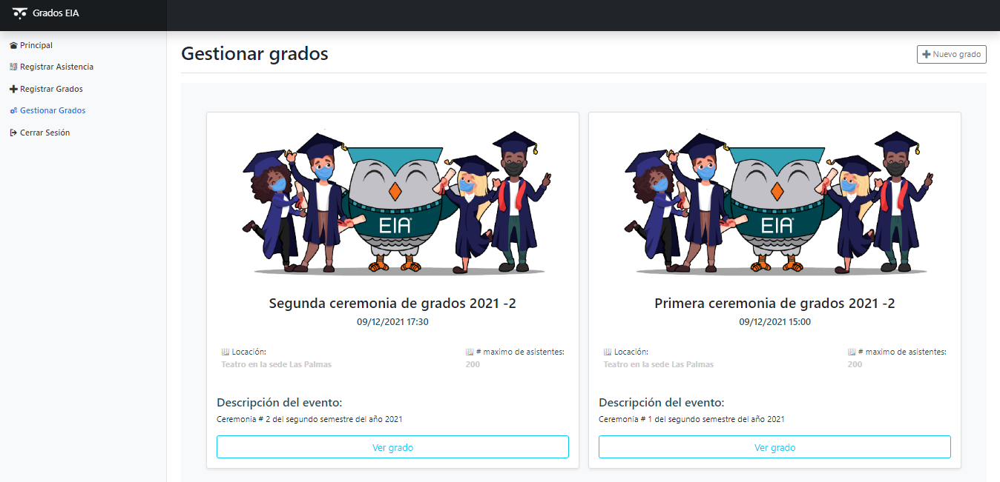 Grados EIA
Principal
Registrar Asistencia
Registrar Grados
Gestionar Grados
Cerrar Sesión
Gestionar grados
Nuevo grado
EIA
Segunda ceremonia de grados 2021 -2
09/12/2021 17:30
Locación:
Teatro en la sede Las Palmas
# maximo de asistentes:
200
Descripción del evento:
Ceremonia # 2 del segundo semestre del año 2021
Ver grado
EIA
Primera ceremonia de grados 2021 -2
09/12/2021 15:00
Locación:
Teatro en la sede Las Palmas
# maximo de asistentes:
200
Descripción del evento:
Ceremonía # 1 del segundo semestre del año 2021
Ver grado